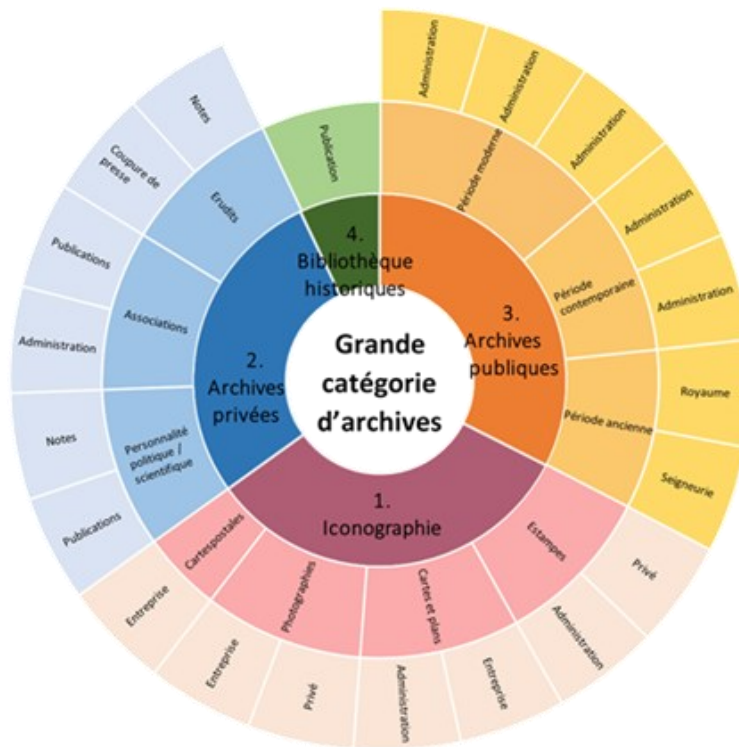 Grande
catégorie
d’archives
1.
Iconographie
Estampes
Privé
Administration
Cartes et plans
Entreprise
Administration
Photographies
Privé
Entreprise
Cartespostales
Entreprise
2.
Archives
privées
Personnalité
politique /
scientifique
Publications
Notes
Associations
Administration
Publications
Erudits
Coupure de
presse
Notes
3.
Archives
publiques
Période moderne
Administration
Administration
Administration
Période
contemporaine
Administration
Administration
Période ancienne
Royaume
Seigneurie
4.
Bibliothèque
historiques
Publication